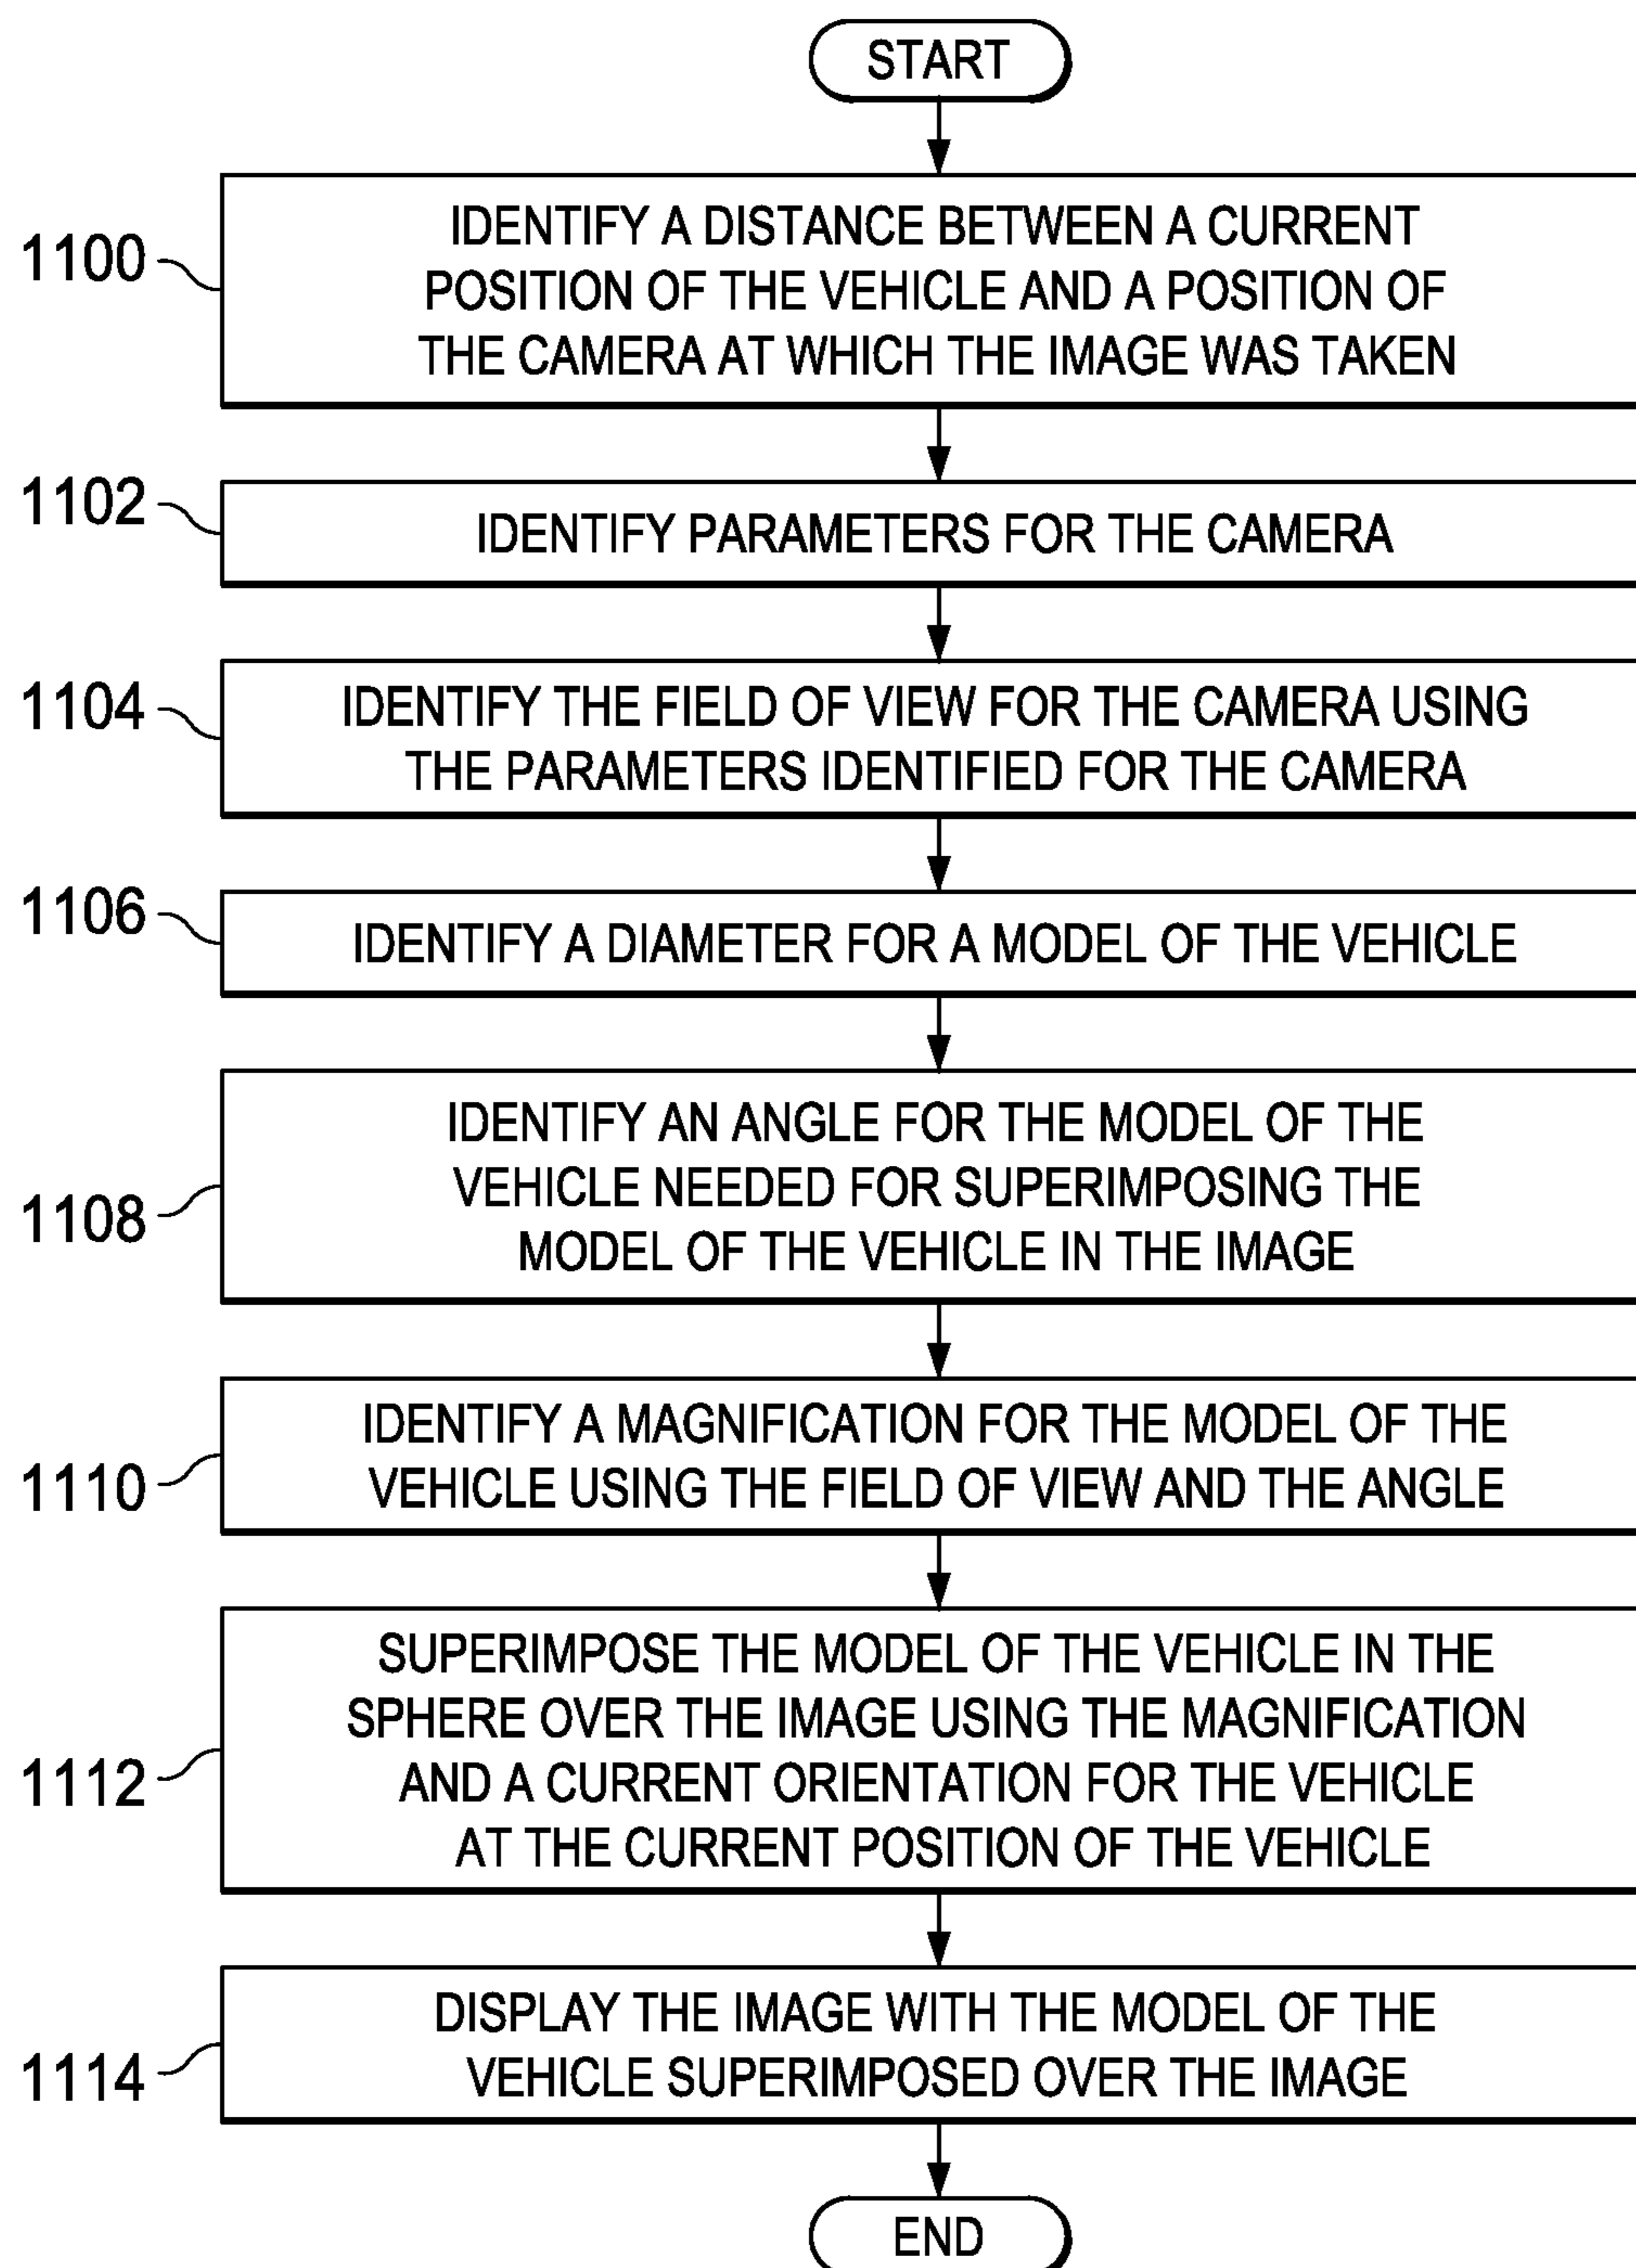 START
1100
IDENTIFY A DISTANCE BETWEEN A CURRENT
POSITION OF THE VEHICLE AND A POSITION OF
THE CAMERA AT WHICH THE IMAGE WAS TAKEN
1102
IDENTIFY PARAMETERS FOR THE CAMERA
1104
IDENTIFY THE FIELD OF VIEW FOR THE CAMERA USING
THE PARAMETERS IDENTIFIED FOR THE CAMERA
1106
IDENTIFY A DIAMETER FOR A MODEL OF THE VEHICLE
1108
IDENTIFY AN ANGLE FOR THE MODEL OF THE
VEHICLE NEEDED FOR SUPERIMPOSING THE
MODEL OF THE VEHICLE IN THE IMAGE
1110
IDENTIFY A MAGNIFICATION FOR THE MODEL OF THE
VEHICLE USING THE FIELD OF VIEW AND THE ANGLE
1112
SUPERIMPOSE THE MODEL OF THE VEHICLE IN THE
SPHERE OVER THE IMAGE USING THE MAGNIFICATION
AND A CURRENT ORIENTATION FOR THE VEHICLE
AT THE CURRENT POSITION OF THE VEHICLE
1114
DISPLAY THE IMAGE WITH THE MODEL OF THE
VEHICLE SUPERIMPOSED OVER THE IMAGE
END